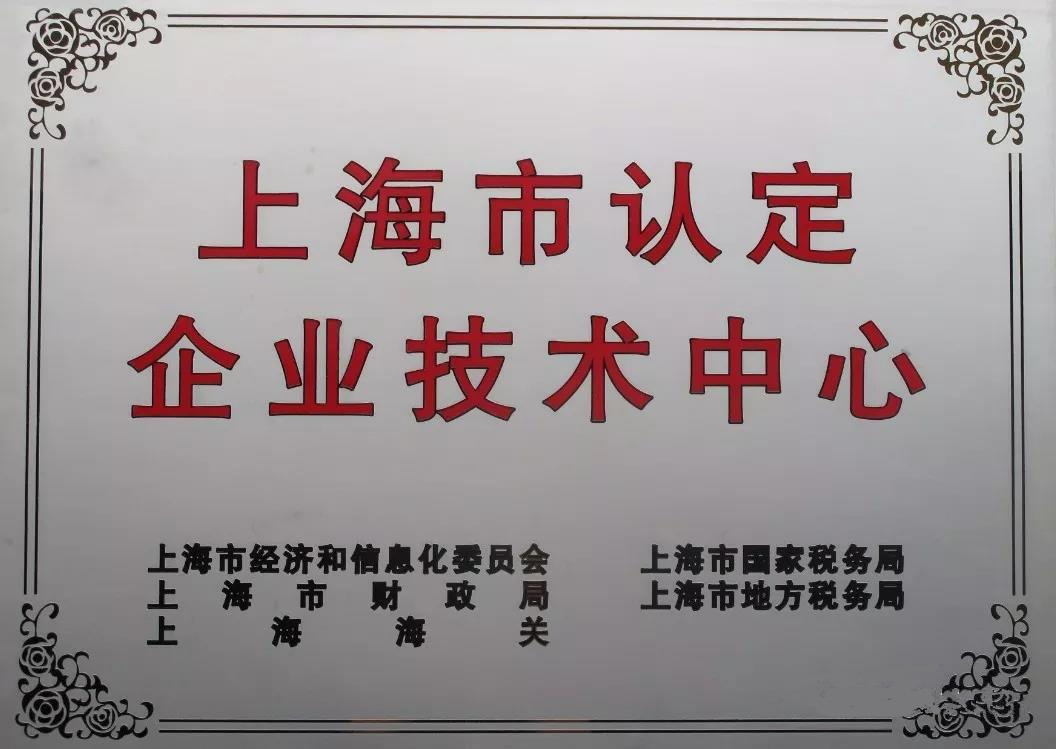 上海市认定
企业技术中心
上海市经济和信息化委员会 上海市国家税务局
上海市财政局 上海市地方税务局
上海海关